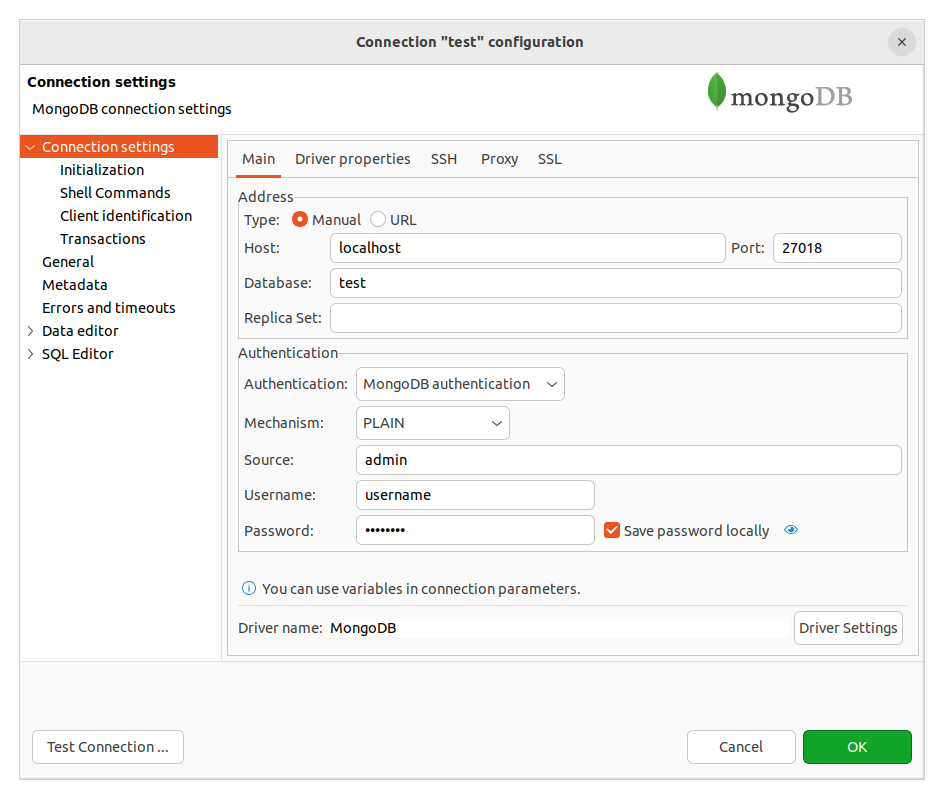 Connection "test" configuration
Connection settings
MongoDB connection settings
mongoDB
Connection settings
Initialization
Shell Commands
Client identification
Transactions
General
Metadata
Errors and timeouts
Data editor
SQL Editor
Main Driver properties SSH Proxy SSL
Address
Type: Manual URL
Host: localhost Port: 27018
Database: test
Replica Set:
Authentication
Authentication: MongoDB authentication
Mechanism: PLAIN
Source: admin
Username: username
Password: ••••••••  Save password locally
You can use variables in connection parameters.
Driver name: MongoDB Driver Settings
Test Connection ... Cancel OK